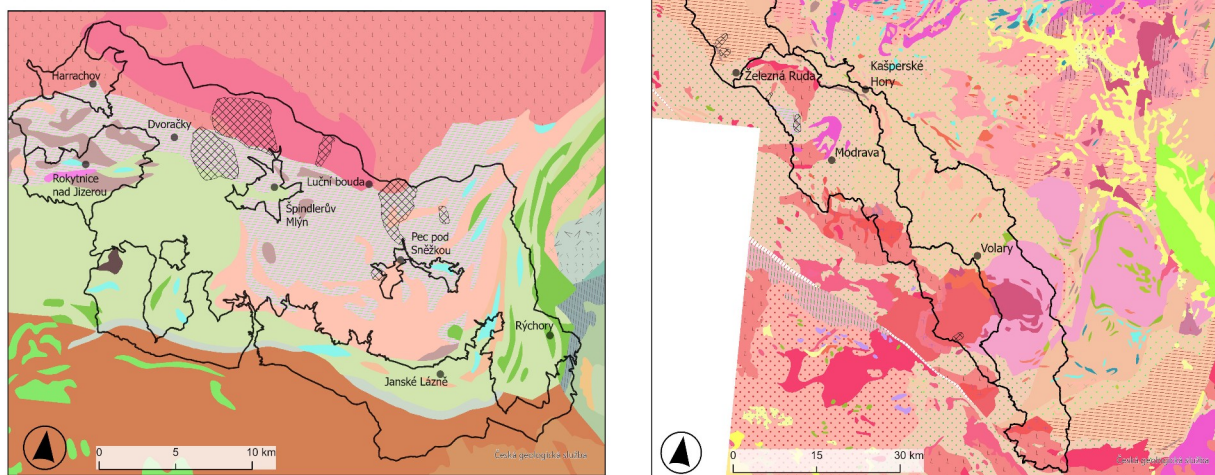 Harrachov
Dvoračky
Rokytnice
nad Jizerou
Luční bouda
Špindlerův
Mlýn
Pec pod
Sněžkou
Rýchory
Janské Lázně
0 5 10 km
Česká geologická služba
Železná Ruda
Kašperské
Hory
Modrava
Volary
0 15 30 km
Česká geologická služba